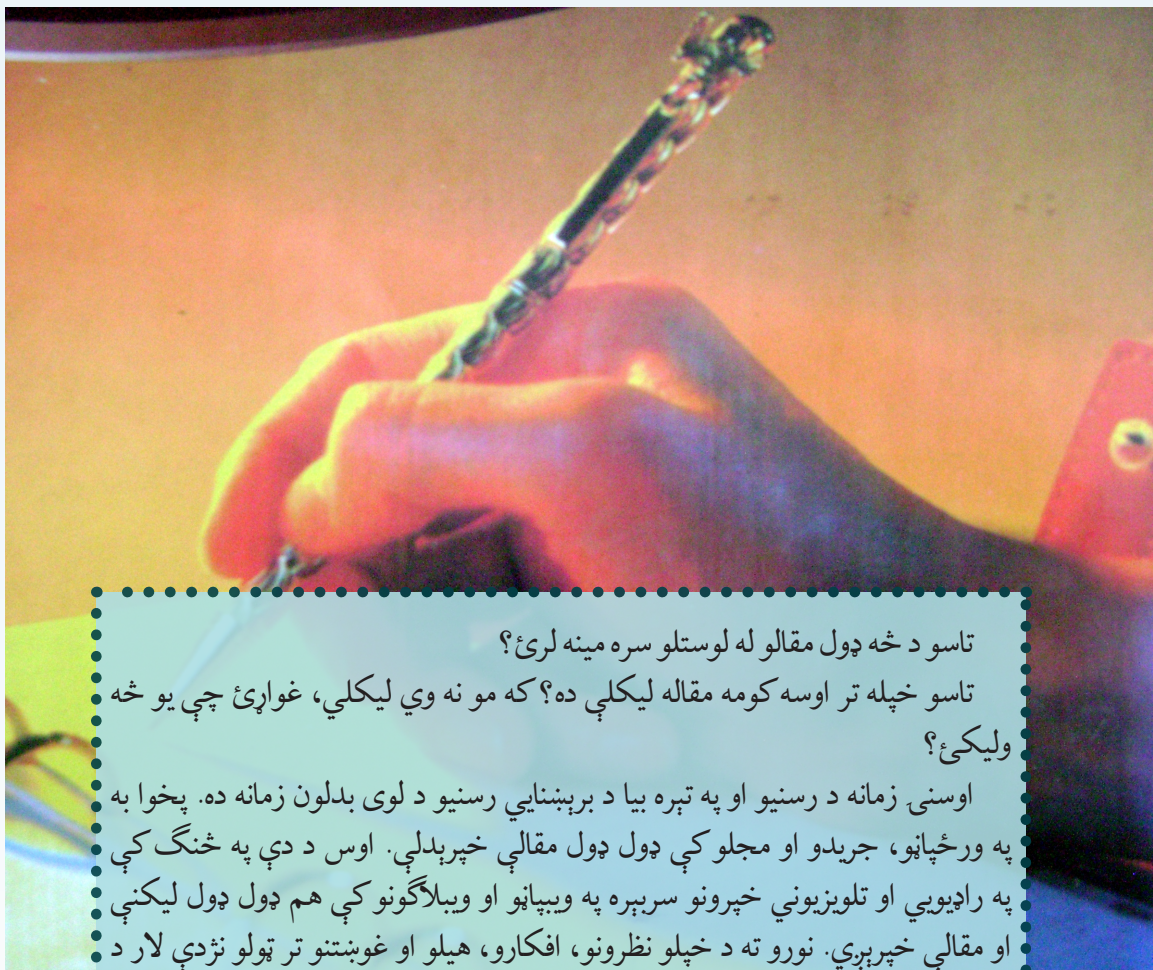 تاسو د څه ډول مقالو له لوستلو سره مينه لرئ؟
تاسو خپله تر اوسه کومه مقاله ليکلې ده؟ که مو نه وي ليکلي، غواړئ چې يو څه
وليکئ؟
اوسنۍ زمانه د رسنيو او په تېره بيا د برېښنايي رسنيو د لوی بدلون زمانه ده. پخوا به
په ورځپاڼو، جريدو او مجلو کې ډول ډول مقالې خپرېدلې. اوس د دې په څنګ کې
په راډيويي او تلويزيوني خپرونو سربېره په ويبپاڼو او ويبلاګونو کې هم ډول ډول ليکنې
او مقالې خپرېږي. نورو ته د خپلو نظرونو، افکارو، هيلو او غوښتنو تر ټولو نژدې لار د